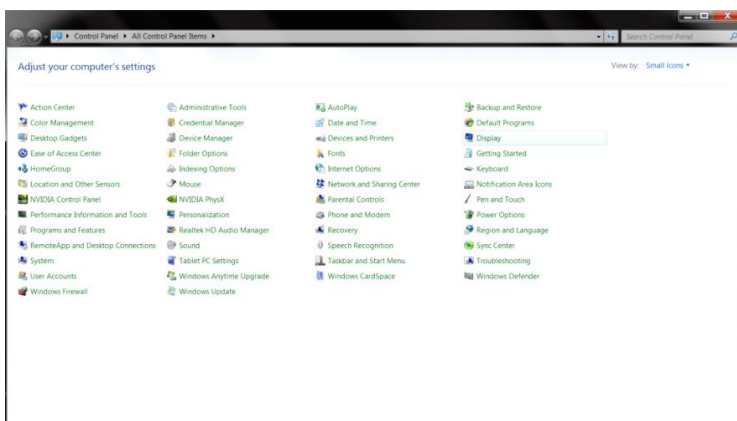 Control Panel ▸ All Control Panel Items ▸ Search Control Panel
Adjust your computer's settings View by: Small icons
Action Center Administrative Tools AutoPlay Backup and Restore
Color Management Credential Manager Date and Time Default Programs
Desktop Gadgets Device Manager Devices and Printers Display
Ease of Access Center Folder Options Fonts Getting Started
HomeGroup Indexing Options Internet Options Keyboard
Location and Other Sensors Mouse Network and Sharing Center Notification Area Icons
NVIDIA Control Panel NVIDIA PhysX Parental Controls Pen and Touch
Performance Information and Tools Personalization Phone and Modem Power Options
Programs and Features Realtek HD Audio Manager Recovery Region and Language
RemoteApp and Desktop Connections Sound Speech Recognition Sync Center
System Tablet PC Settings Taskbar and Start Menu Troubleshooting
User Accounts Windows Anytime Upgrade Windows CardSpace Windows Defender
Windows Firewall Windows Update